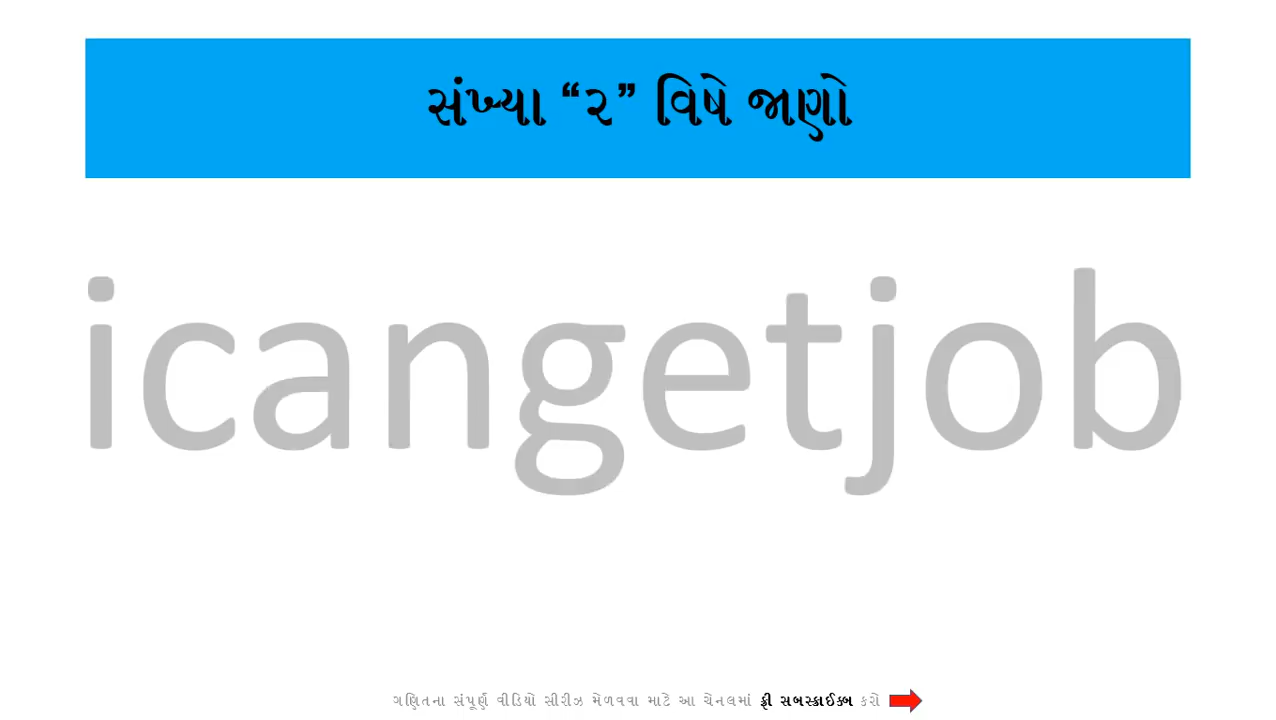 સંખ્યા “૨” વિષે જાણો
icangetjob
ગણિતના સંપૂર્ણ વીડિયો સીરીઝ મેળવવા માટે આ ચેનલમાં ફ્રી સબસ્ક્રાઈબ કરો